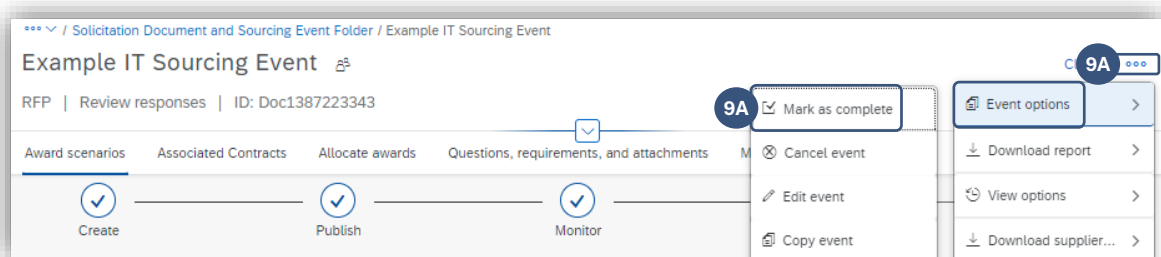 / Solicitation Document and Sourcing Event Folder / Example IT Sourcing Event
Example IT Sourcing Event
9A
RFP | Review responses | ID: Doc1387223343
9A
Mark as complete
Event options
Award scenarios
Associated Contracts
Allocate awards
Questions, requirements, and attachments
Cancel event
Download report
Edit event
View options
Create
Publish
Monitor
Copy event
Download supplier...